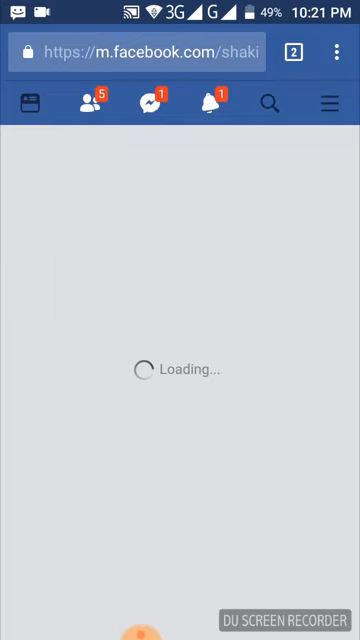 3G G 49% 10:21 PM
https://m.facebook.com/shaki 2
5 1 1
Loading...
DU SCREEN RECORDER